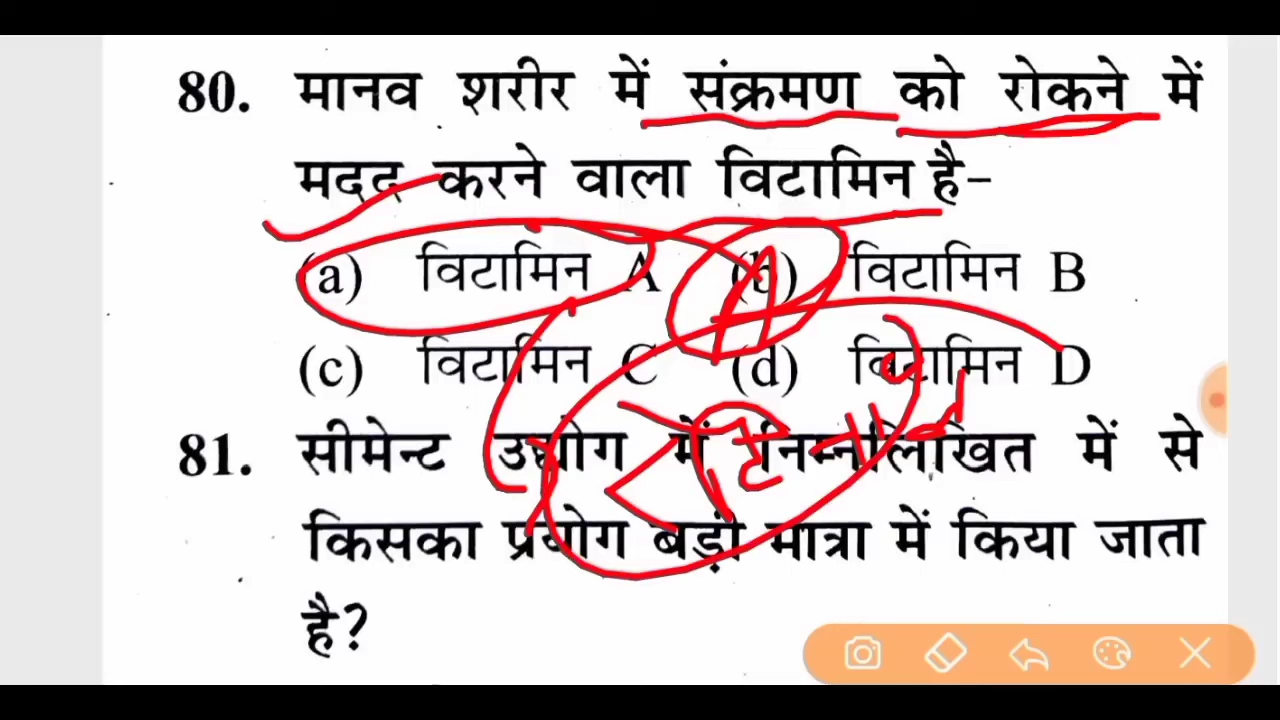 80. मानव शरीर में संक्रमण को रोकने में
मदद करने वाला विटामिन है-
(a) विटामिन A (b) विटामिन B
(c) विटामिन C (d) विटामिन D
81. सीमेन्ट उद्योग में निम्नलिखित में से
किसका प्रयोग बड़ी मात्रा में किया जाता
है?
A